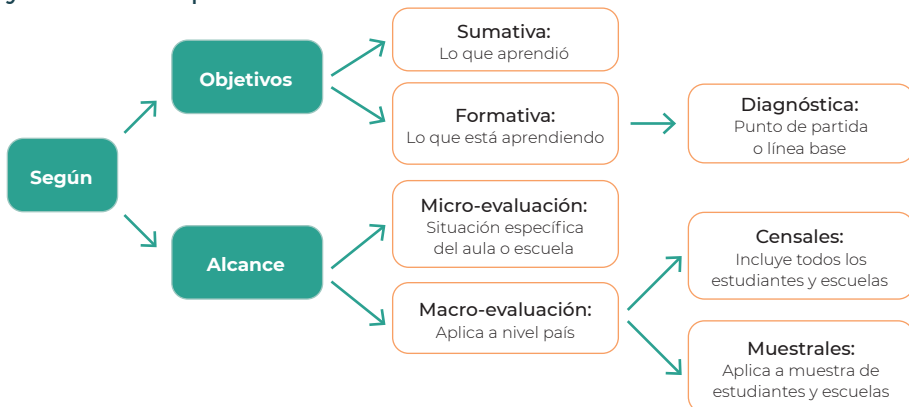 Según
Objetivos
Sumativa:
Lo que aprendió
Formativa:
Lo que está aprendiendo
Diagnóstica:
Punto de partida
o línea base
Alcance
Micro-evaluación:
Situación específica
del aula o escuela
Macro-evaluación:
Aplica a nivel país
Censales:
Incluye todos los
estudiantes y escuelas
Muestrales:
Aplica a muestra de
estudiantes y escuelas